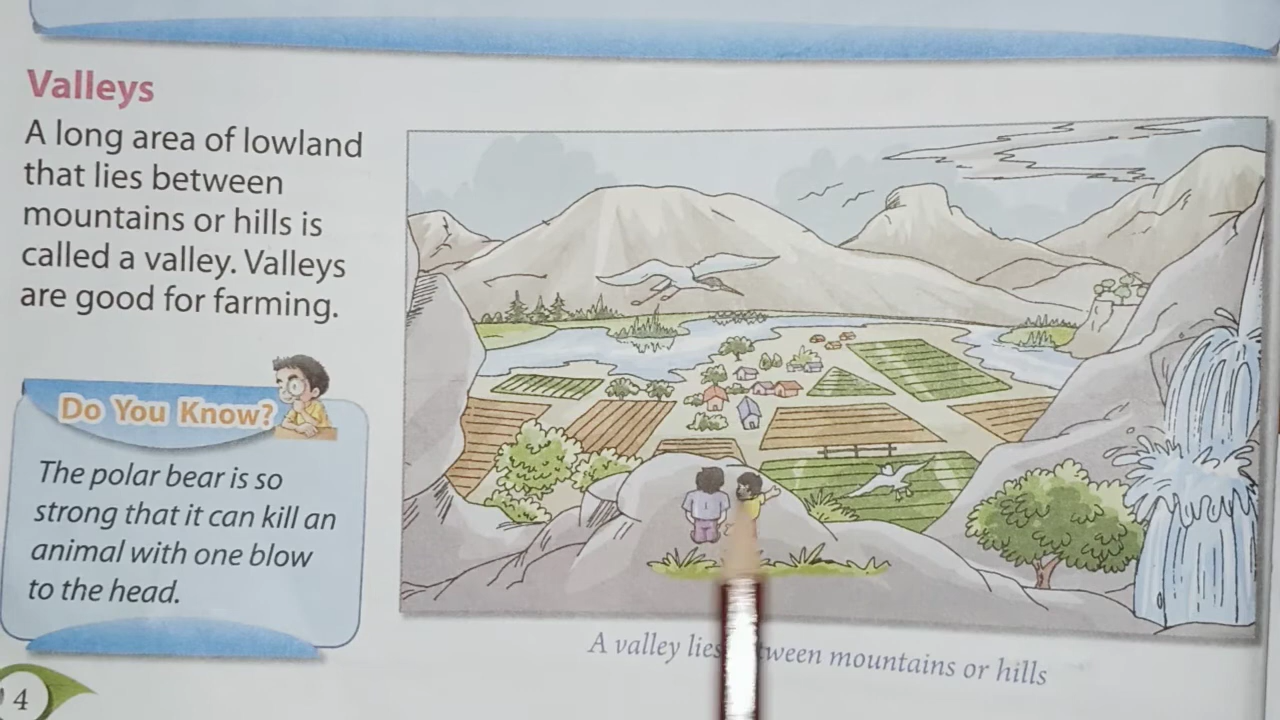 Valleys
A long area of lowland
that lies between
mountains or hills is
called a valley. Valleys
are good for farming.
Do You Know?
The polar bear is so
strong that it can kill an
animal with one blow
to the head.
A valley lies tween mountains or hills
4